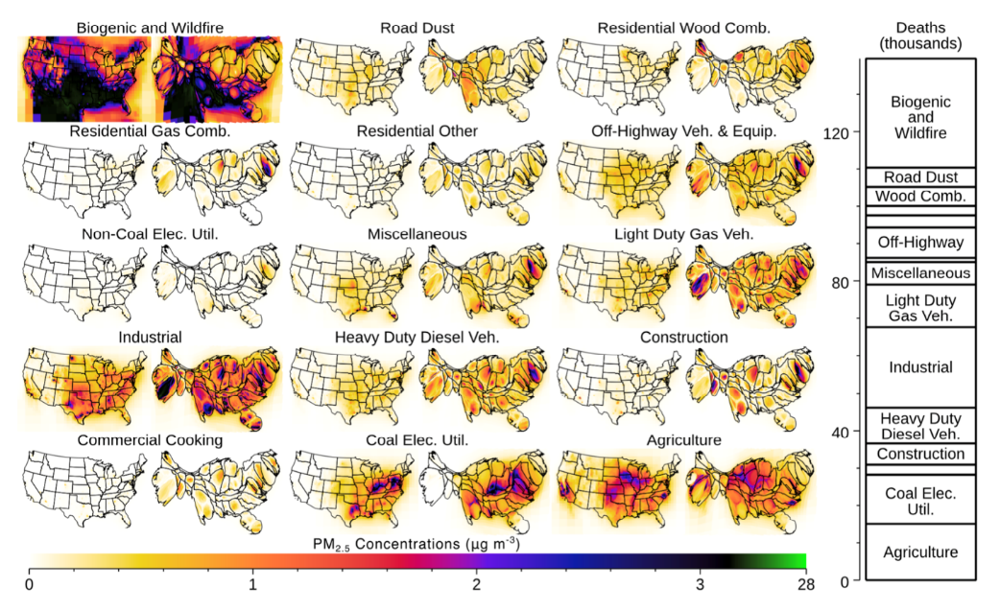 Biogenic and Wildfire
Road Dust
Residential Wood Comb.
Deaths
(thousands)
Residential Gas Comb.
Residential Other
Off-Highway Veh. & Equip.
Non-Coal Elec. Util.
Miscellaneous
Light Duty Gas Veh.
Industrial
Heavy Duty Diesel Veh.
Construction
Commercial Cooking
Coal Elec. Util.
Agriculture
PM2.5 Concentrations (μg m-3)
0 1 2 3 28
120
80
40
0
Biogenic
and
Wildfire
Road Dust
Wood Comb.
Off-Highway
Miscellaneous
Light Duty
Gas Veh.
Industrial
Heavy Duty
Diesel Veh.
Construction
Coal Elec.
Util.
Agriculture